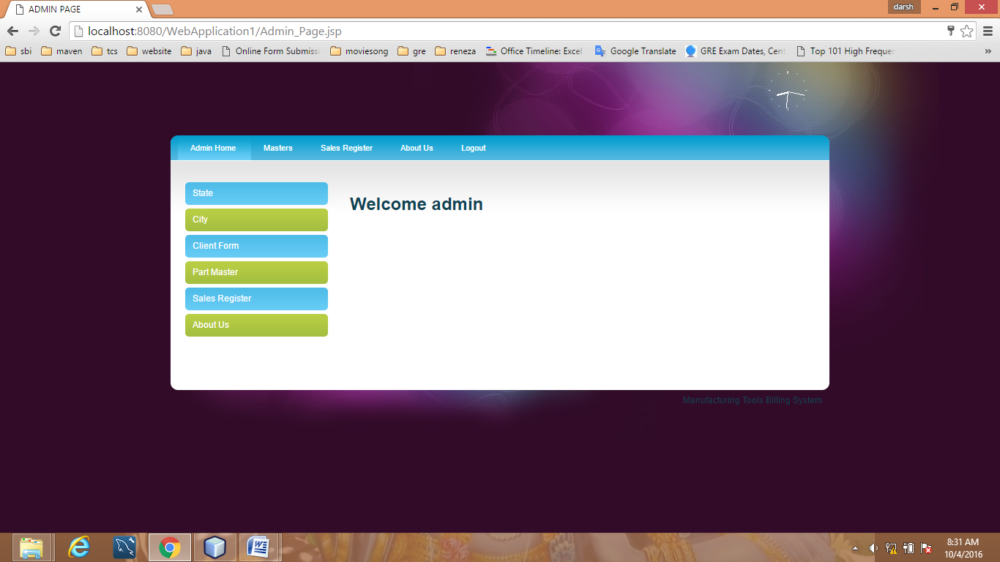 ADMIN PAGE
darsh
localhost:8080/WebApplication1/Admin_Page.jsp
sbi maven tcs website java Online Form Submissi moviesong gre reneza Office Timeline: Excel Google Translate GRE Exam Dates, Cent Top 101 High Frequer »
Admin Home Masters Sales Register About Us Logout
State
Welcome admin
City
Client Form
Part Master
Sales Register
About Us
Manufacturing Tools Billing System
8:31 AM
10/4/2016